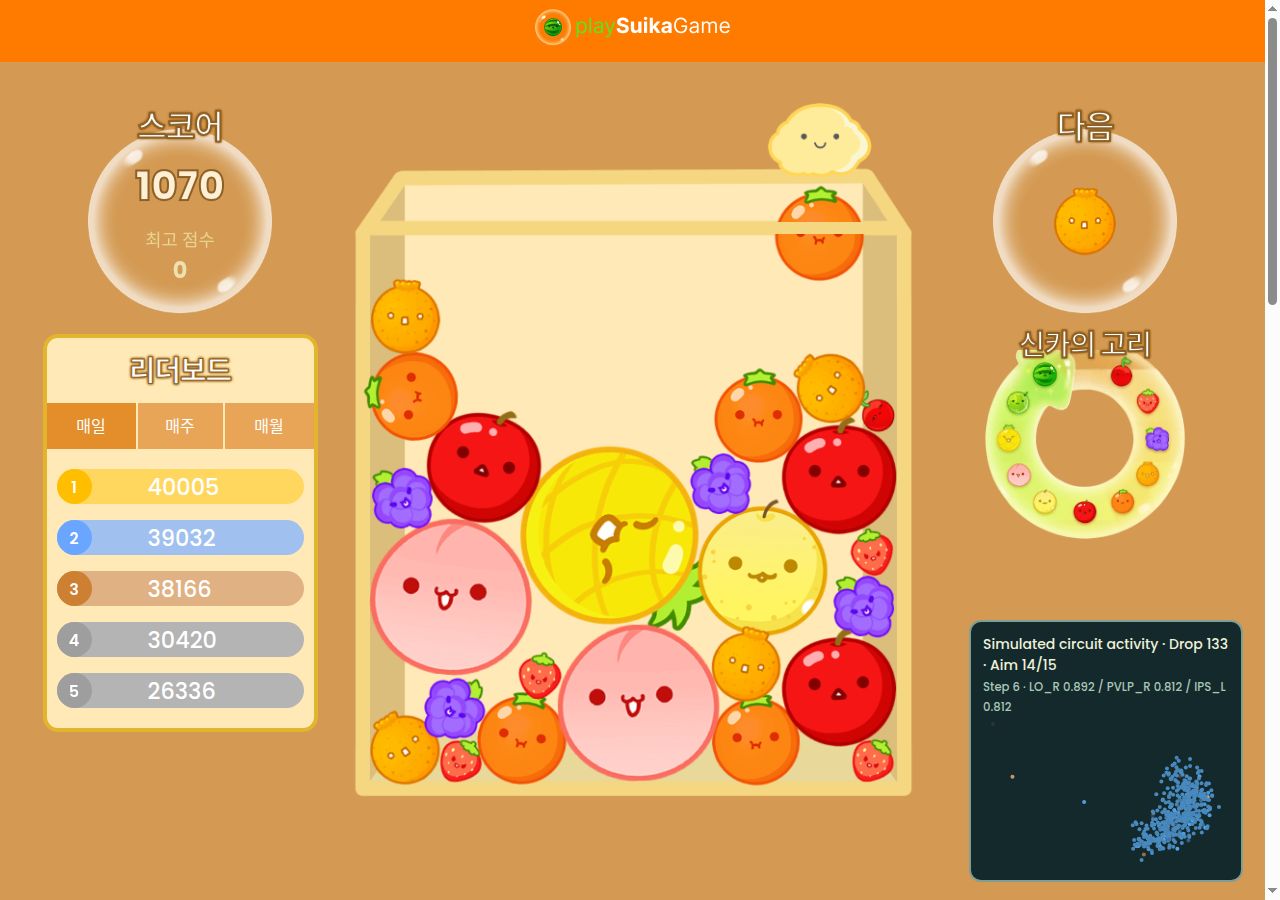 playSuikaGame
스코어
1070
최고 점수
0
리더보드
매일 매주 매월
1 40005
2 39032
3 38166
4 30420
5 26336
다음
신카의 고리
Simulated circuit activity · Drop 133
· Aim 14/15
Step 6 · LO_R 0.892 / PVLP_R 0.812 / IPS_L
0.812